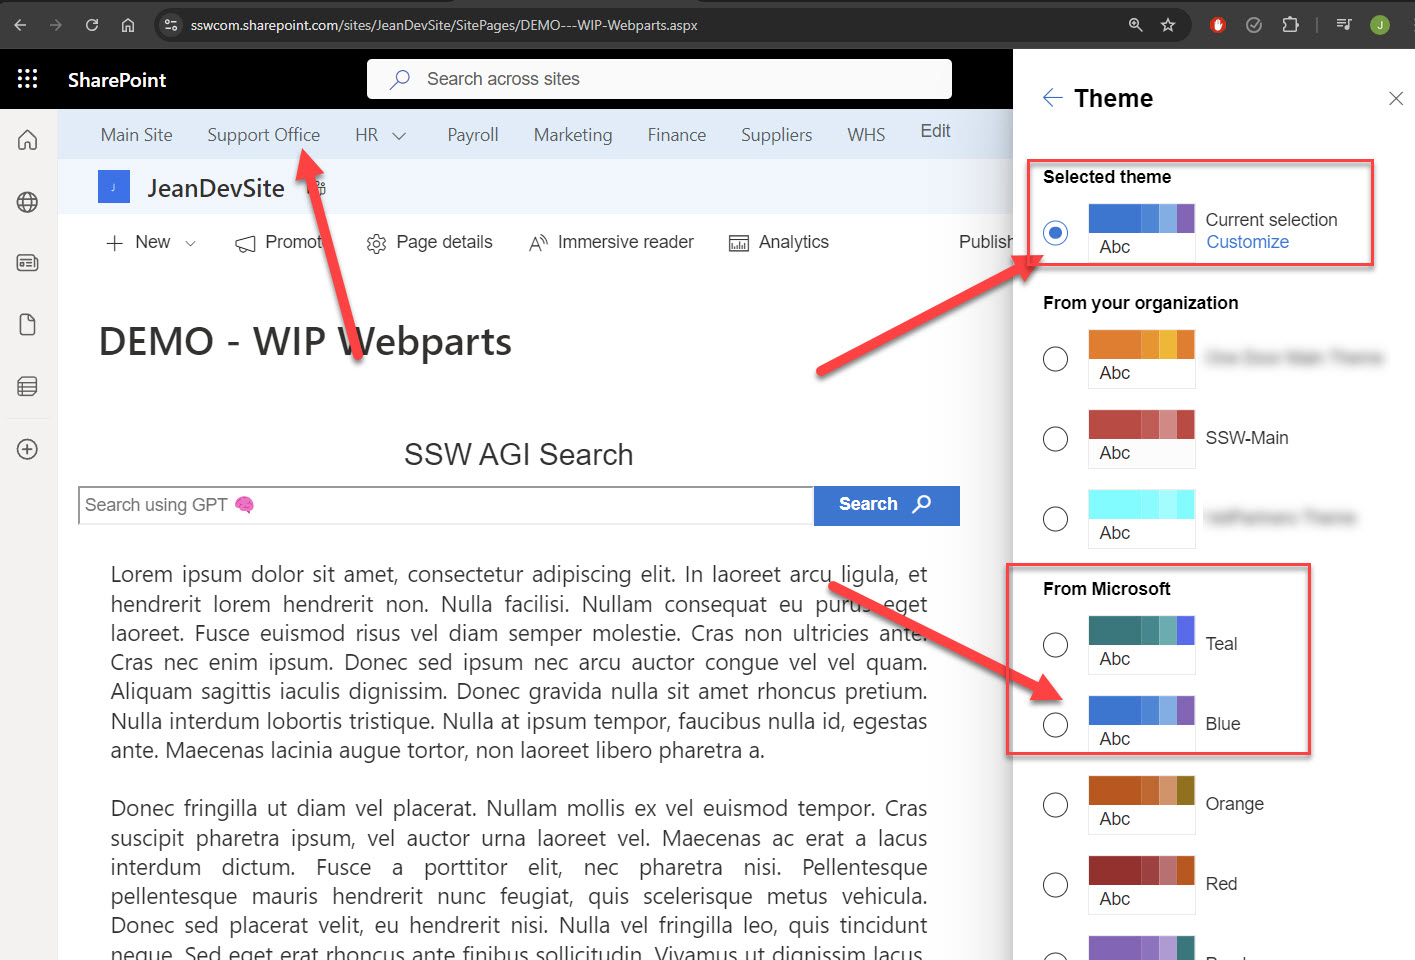 sswcom.sharepoint.com/sites/JeanDevSite/SitePages/DEMO---WIP-Webparts.aspx
J
SharePoint
Search across sites
Main Site Support Office HR Payroll Marketing Finance Suppliers WHS Edit
J JeanDevSite
New Promot Page details Immersive reader Analytics Publish
DEMO - WIP Webparts
SSW AGI Search
Search using GPT 🧠 Search
Lorem ipsum dolor sit amet, consectetur adipiscing elit. In laoreet arcu ligula, et
hendrerit lorem hendrerit non. Nulla facilisi. Nullam consequat eu purus eget
laoreet. Fusce euismod risus vel diam semper molestie. Cras non ultricies ante.
Cras nec enim ipsum. Donec sed ipsum nec arcu auctor congue vel vel quam.
Aliquam sagittis iaculis dignissim. Donec gravida nulla sit amet rhoncus pretium.
Nulla interdum lobortis tristique. Nulla at ipsum tempor, faucibus nulla id, egestas
ante. Maecenas lacinia augue tortor, non laoreet libero pharetra a.
Donec fringilla ut diam vel placerat. Nullam mollis ex vel euismod tempor. Cras
suscipit pharetra ipsum, vel auctor urna laoreet vel. Maecenas ac erat a lacus
interdum dictum. Fusce a porttitor elit, nec pharetra nisi. Pellentesque
pellentesque mauris hendrerit nunc feugiat, quis scelerisque metus vehicula.
Donec sed placerat velit, eu hendrerit nisi. Nulla vel fringilla leo, quis tincidunt
neque. Sed eget erat rhoncus ante finibus sollicitudin. Vivamus ut dignissim lacus.
Theme
Selected theme
Abc
Current selection
Customize
From your organization
Abc
Abc SSW-Main
Abc
From Microsoft
Abc Teal
Abc Blue
Abc Orange
Abc Red